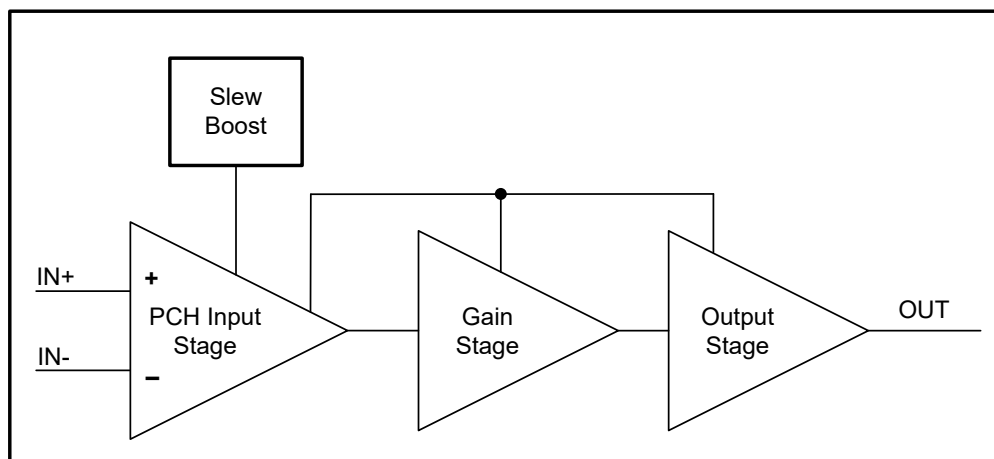 Slew
Boost
IN+
+
PCH Input
Stage
IN-
−
Gain
Stage
Output
Stage
OUT